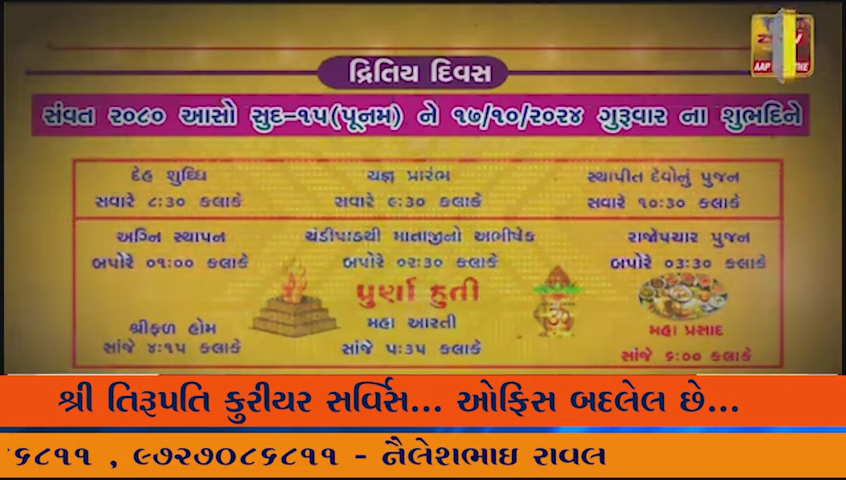 દ્રિતિય દિવસ
સંવત ૨૦૮૦ આસો સુદ-૧૫(પૂનમ) ને ૧૭/૧૦/૨૦૨૪ ગુરૂવાર ના શુભદિને
દેહ શુધ્ધિ યજ્ઞ પ્રારંભ સ્થાપીત દેવોનું પુજન
સવારે ૮:૩૦ કલાકે સવારે ૯:૩૦ કલાકે સવારે ૧૦:૩૦ કલાકે
અગ્નિ સ્થાપન ચંડીપાઠથી માતાજીનો અભીષેક રાજોપચાર પુજન
બપોરે ૦૧:૦૦ કલાકે બપોરે ૦૨:૩૦ કલાકે બપોરે ૦૩:૩૦ કલાકે
પુર્ણા હુતી
શ્રીફળ હોમ મહા આરતી મહા પ્રસાદ
સાંજે ૪:૧૫ કલાકે સાંજે ૫:૩૫ કલાકે સાંજે ૬:૦૦ કલાકે
શ્રી તિરૂપતિ કુરીયર સર્વિસ... ઓફિસ બદલેલ છે...
૬૮૧૧ , ૯૭૨૭૦૮૬૮૧૧ - નૈલેશભાઇ રાવલ